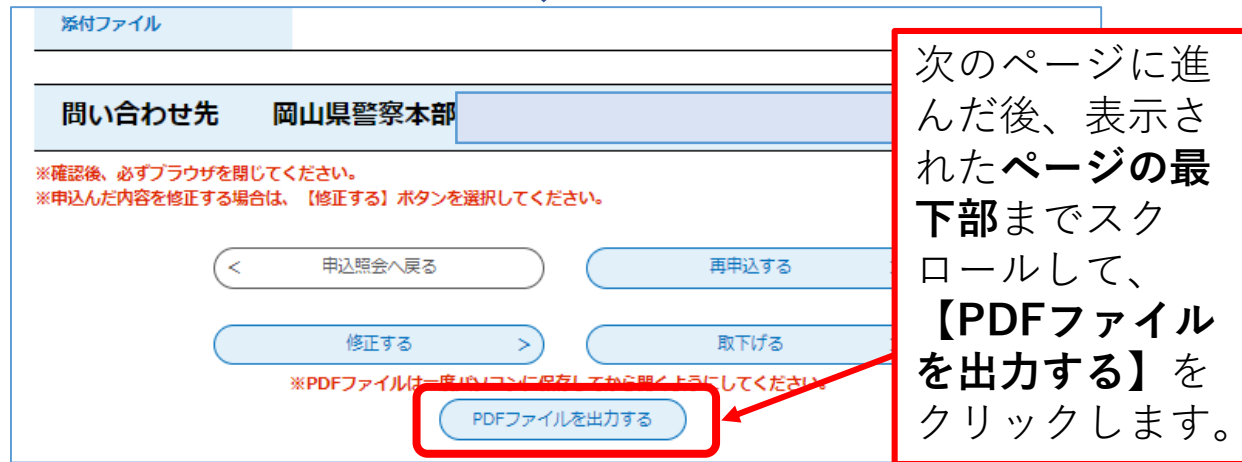 添付ファイル
問い合わせ先 岡山県警察本部
※確認後、必ずブラウザを閉じてください。
※申込んだ内容を修正する場合は、【修正する】ボタンを選択してください。
< 申込照会へ戻る
再申込する
修正する >
取下げる
※PDFファイルは一度パソコンに保存してから開くようにしてください。
PDFファイルを出力する
次のページに進
んだ後、表示さ
れたページの最
下部までスク
ロールして、
【PDFファイル
を出力する】を
クリックします。